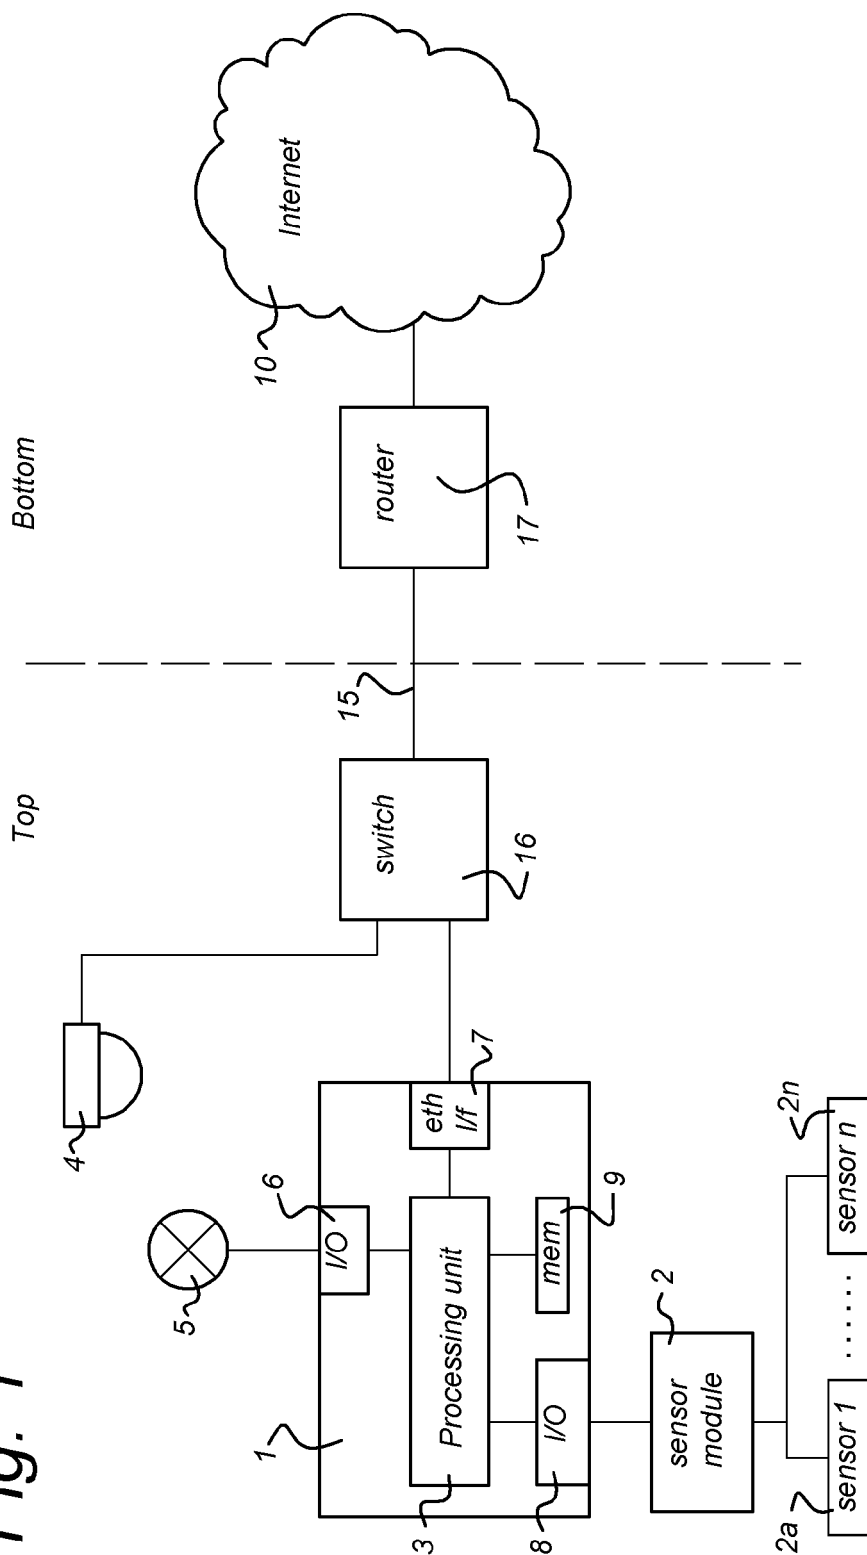 Fig. 1
Top
Bottom
4
5
6
I/O
1
3
Processing unit
eth
I/f
7
8
I/O
mem
9
2
sensor
module
2a
sensor 1
......
2n
sensor n
switch
16
15
router
17
10
Internet